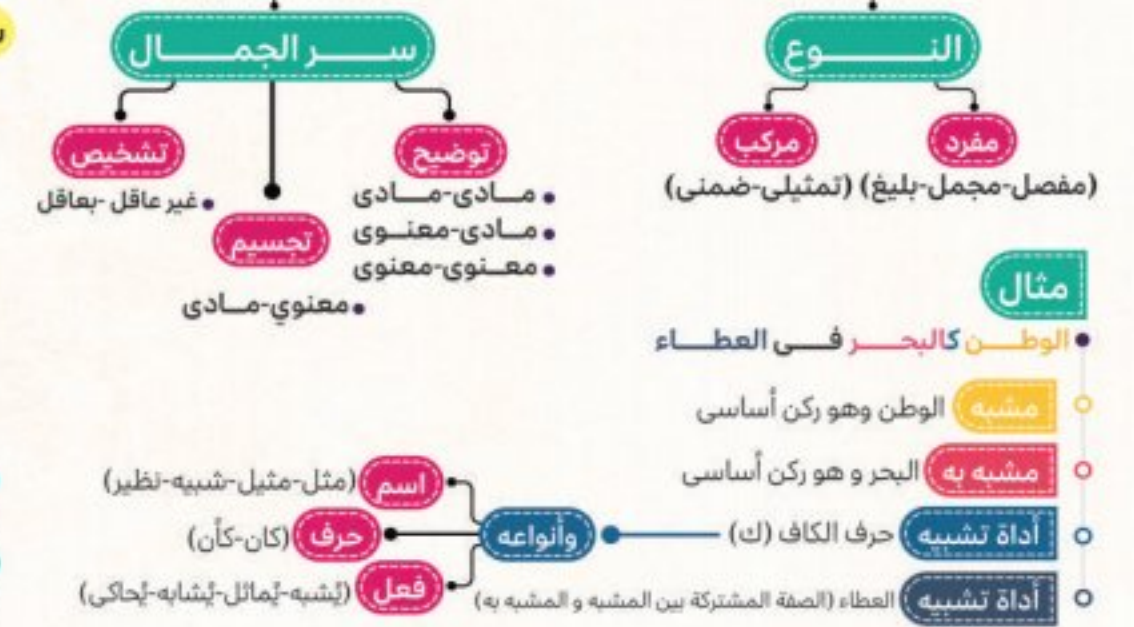 النوع
سر الجمال
مفرد
مركب
(مفصل-مجمل-بليغ) (تمثيلى-ضمنى)
توضيح
مادى-مادى
مادى-معنوى
معنوى-معنوى
تجسيم
معنوي-مادى
تشخيص
غير عاقل -بعاقل
مثال
الوطن كالبحر فى العطاء
مشبه الوطن وهو ركن أساسى
مشبه به البحر و هو ركن أساسى
أداة تشبيه حرف الكاف (ك)
وأنواعه
اسم (مثل-مثيل-شبيه-نظير)
حرف (كان-كأن)
فعل (يُشبه-يُماثل-يُشابه-يُحاكى)
أداة تشبيه العطاء (الصفة المشتركة بين المشبه و المشبه به)